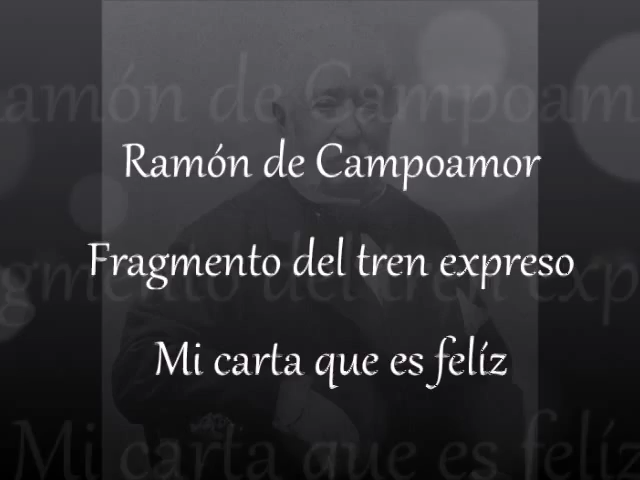 Ramón de Campoamor
Fragmento del tren expreso
Mi carta que es felíz